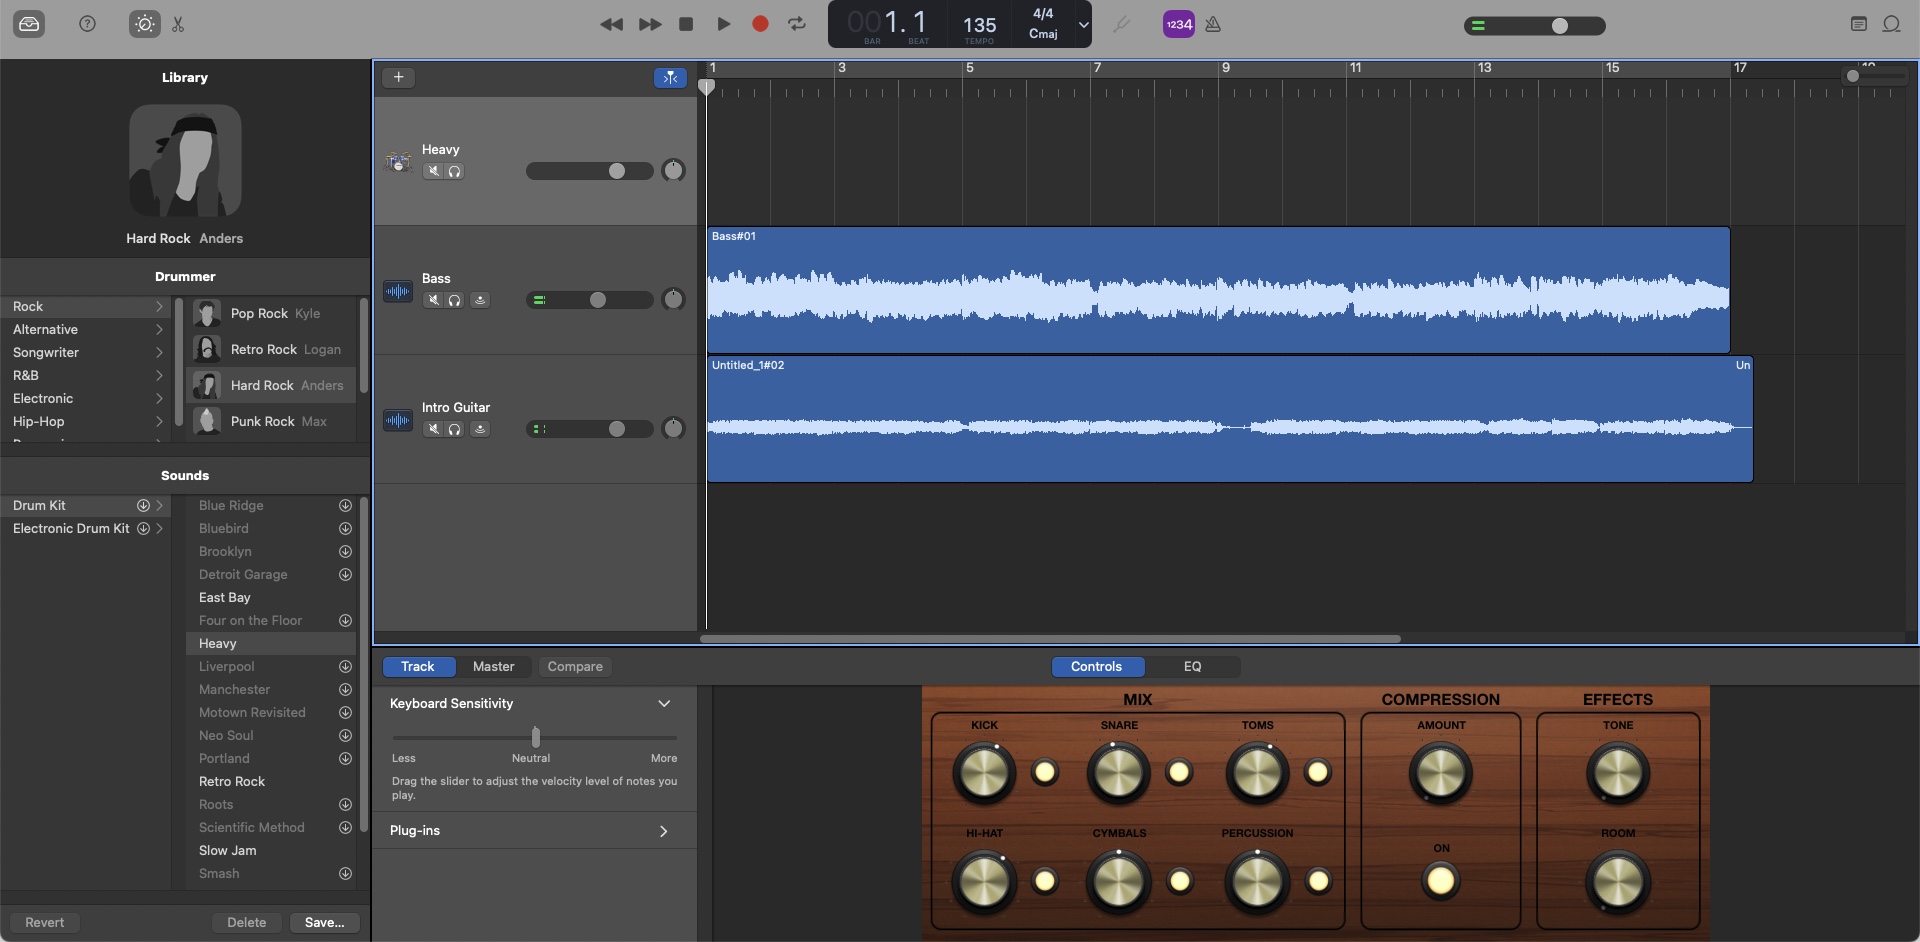 001. 1
BAR BEAT
135
TEMPO
4/4
Cmaj
1234
Library
Hard Rock Anders
Drummer
Rock
Alternative
Songwriter
R&B
Electronic
Hip-Hop
Pop Rock Kyle
Retro Rock Logan
Hard Rock Anders
Punk Rock Max
Sounds
Drum Kit
Electronic Drum Kit
Blue Ridge
Bluebird
Brooklyn
Detroit Garage
East Bay
Four on the Floor
Heavy
Liverpool
Manchester
Motown Revisited
Neo Soul
Portland
Retro Rock
Roots
Scientific Method
Slow Jam
Smash
Revert Delete Save...
1 3 5 7 9 11 13 15 17
Heavy
Bass
Intro Guitar
Bass#01
Untitled_1#02 Un
Track Master Compare
Controls EQ
Keyboard Sensitivity
Less Neutral More
Drag the slider to adjust the velocity level of notes you
play.
Plug-ins
MIX
KICK SNARE TOMS
HI-HAT CYMBALS PERCUSSION
COMPRESSION
AMOUNT
ON
EFFECTS
TONE
ROOM